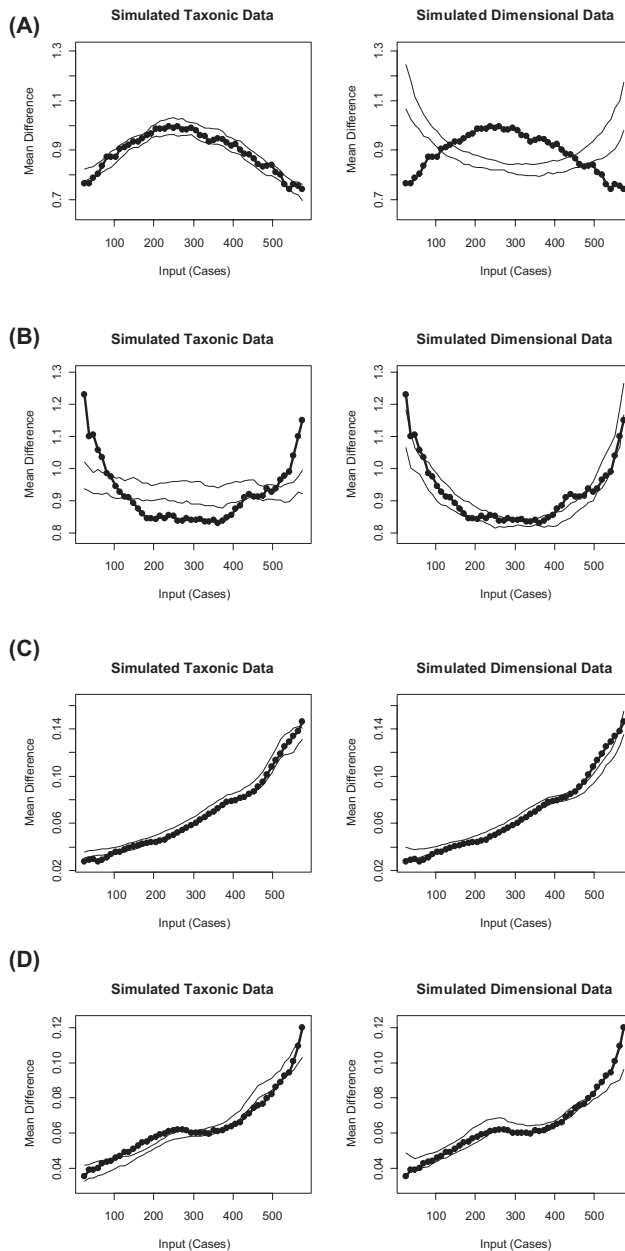 (A)
Simulated Taxonic Data
Simulated Dimensional Data
Mean Difference
1.3
1.1
0.9
0.7
100 200 300 400 500
Input (Cases)
Mean Difference
1.3
1.1
0.9
0.7
100 200 300 400 500
Input (Cases)
(B)
Simulated Taxonic Data
Simulated Dimensional Data
Mean Difference
1.3
1.2
1.1
1.0
0.9
0.8
100 200 300 400 500
Input (Cases)
Mean Difference
1.3
1.2
1.1
1.0
0.9
0.8
100 200 300 400 500
Input (Cases)
(C)
Simulated Taxonic Data
Simulated Dimensional Data
Mean Difference
0.14
0.10
0.06
0.02
100 200 300 400 500
Input (Cases)
Mean Difference
0.14
0.10
0.06
0.02
100 200 300 400 500
Input (Cases)
(D)
Simulated Taxonic Data
Simulated Dimensional Data
Mean Difference
0.12
0.10
0.08
0.06
0.04
100 200 300 400 500
Input (Cases)
Mean Difference
0.12
0.10
0.08
0.06
0.04
100 200 300 400 500
Input (Cases)